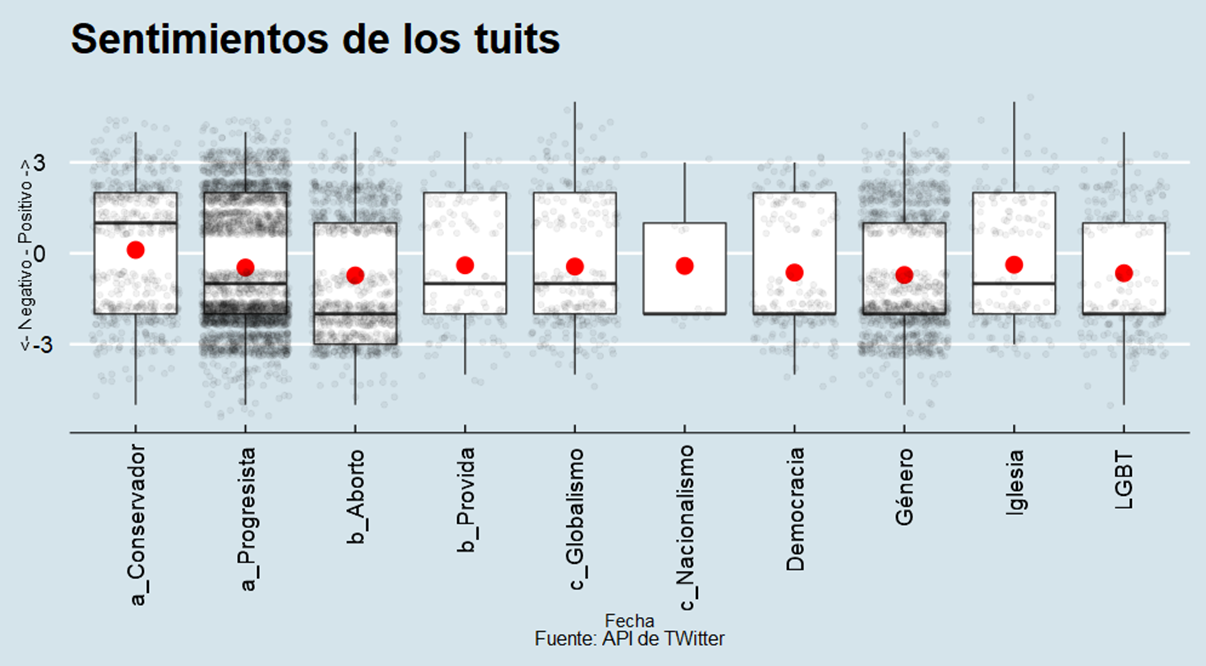 Sentimientos de los tuits
<- Negativo - Positivo ->
3
0
-3
a_Conservador
a_Progresista
b_Aborto
b_Provida
c_Globalismo
c_Nacionalismo
Democracia
Género
Iglesia
LGBT
Fecha
Fuente: API de TWitter